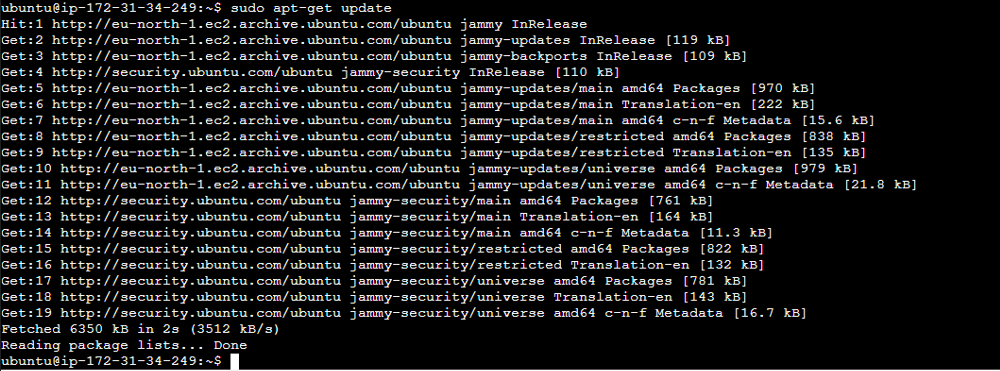 ubuntu@ip-172-31-34-249:~$ sudo apt-get update
Hit:1 http://eu-north-1.ec2.archive.ubuntu.com/ubuntu jammy InRelease
Get:2 http://eu-north-1.ec2.archive.ubuntu.com/ubuntu jammy-updates InRelease [119 kB]
Get:3 http://eu-north-1.ec2.archive.ubuntu.com/ubuntu jammy-backports InRelease [109 kB]
Get:4 http://security.ubuntu.com/ubuntu jammy-security InRelease [110 kB]
Get:5 http://eu-north-1.ec2.archive.ubuntu.com/ubuntu jammy-updates/main amd64 Packages [970 kB]
Get:6 http://eu-north-1.ec2.archive.ubuntu.com/ubuntu jammy-updates/main Translation-en [222 kB]
Get:7 http://eu-north-1.ec2.archive.ubuntu.com/ubuntu jammy-updates/main amd64 c-n-f Metadata [15.6 kB]
Get:8 http://eu-north-1.ec2.archive.ubuntu.com/ubuntu jammy-updates/restricted amd64 Packages [838 kB]
Get:9 http://eu-north-1.ec2.archive.ubuntu.com/ubuntu jammy-updates/restricted Translation-en [135 kB]
Get:10 http://eu-north-1.ec2.archive.ubuntu.com/ubuntu jammy-updates/universe amd64 Packages [979 kB]
Get:11 http://eu-north-1.ec2.archive.ubuntu.com/ubuntu jammy-updates/universe amd64 c-n-f Metadata [21.8 kB]
Get:12 http://security.ubuntu.com/ubuntu jammy-security/main amd64 Packages [761 kB]
Get:13 http://security.ubuntu.com/ubuntu jammy-security/main Translation-en [164 kB]
Get:14 http://security.ubuntu.com/ubuntu jammy-security/main amd64 c-n-f Metadata [11.3 kB]
Get:15 http://security.ubuntu.com/ubuntu jammy-security/restricted amd64 Packages [822 kB]
Get:16 http://security.ubuntu.com/ubuntu jammy-security/restricted Translation-en [132 kB]
Get:17 http://security.ubuntu.com/ubuntu jammy-security/universe amd64 Packages [781 kB]
Get:18 http://security.ubuntu.com/ubuntu jammy-security/universe Translation-en [143 kB]
Get:19 http://security.ubuntu.com/ubuntu jammy-security/universe amd64 c-n-f Metadata [16.7 kB]
Fetched 6350 kB in 2s (3512 kB/s)
Reading package lists... Done
ubuntu@ip-172-31-34-249:~$